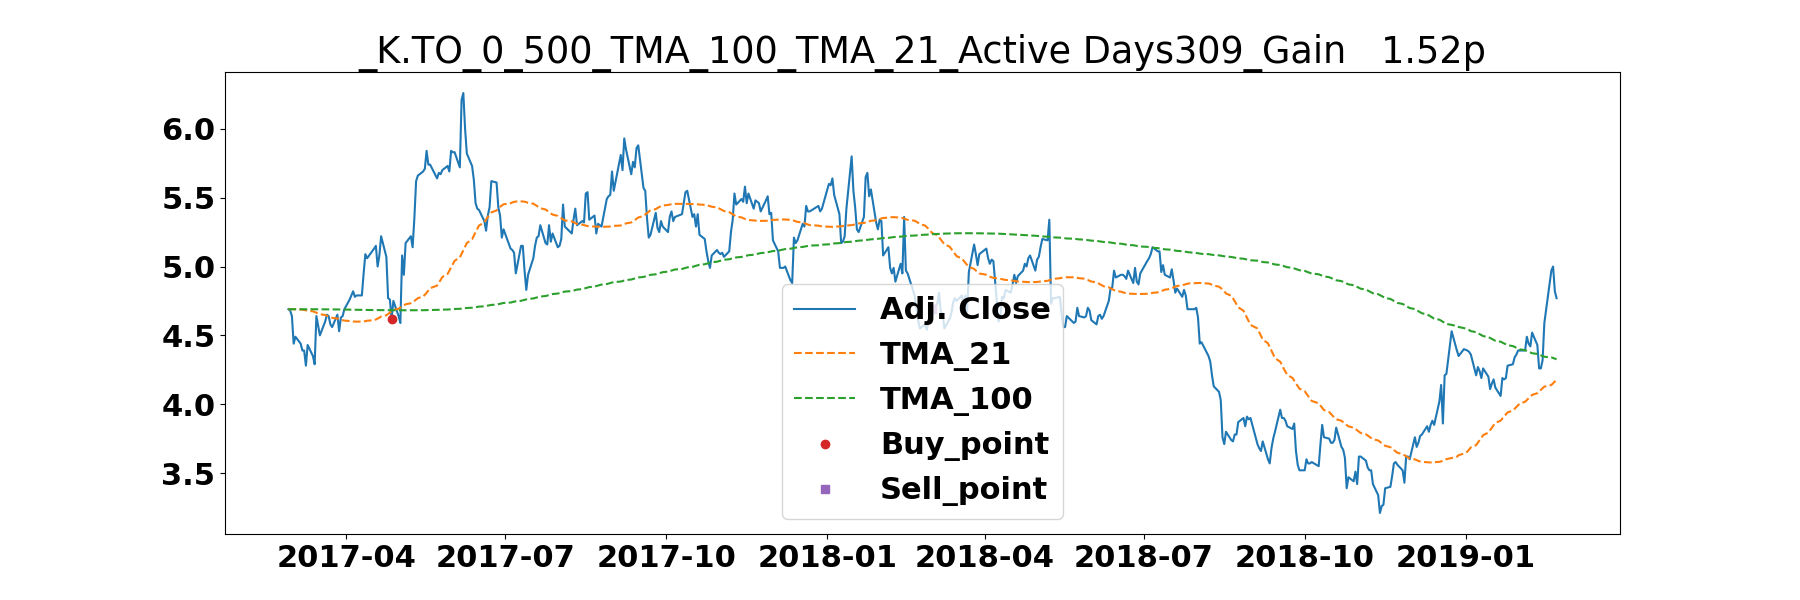 _K.TO_0_500_TMA_100_TMA_21_Active Days309_Gain   1.52p
6.0
5.5
5.0
4.5
4.0
3.5
Adj. Close
TMA_21
TMA_100
Buy_point
Sell_point
2017-04 2017-07 2017-10 2018-01 2018-04 2018-07 2018-10 2019-01